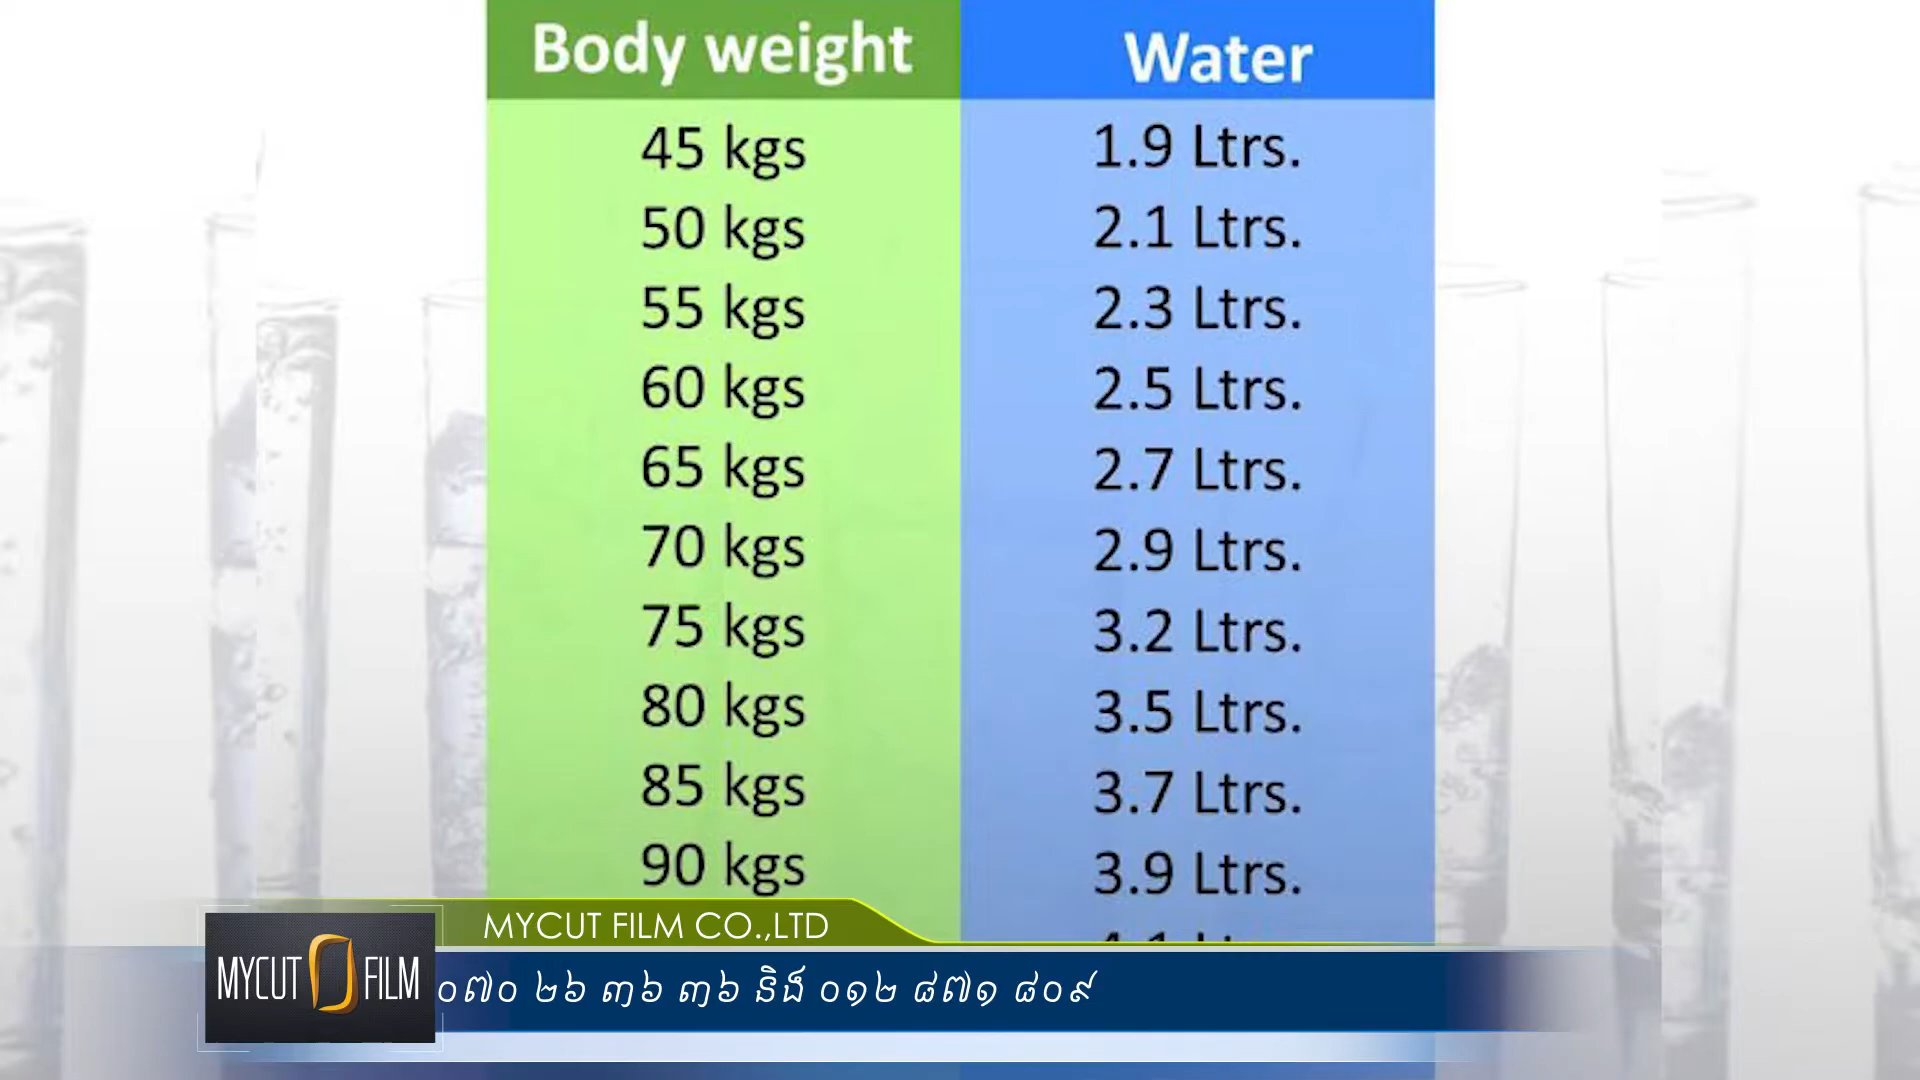 Body weight Water
45 kgs 1.9 Ltrs.
50 kgs 2.1 Ltrs.
55 kgs 2.3 Ltrs.
60 kgs 2.5 Ltrs.
65 kgs 2.7 Ltrs.
70 kgs 2.9 Ltrs.
75 kgs 3.2 Ltrs.
80 kgs 3.5 Ltrs.
85 kgs 3.7 Ltrs.
90 kgs 3.9 Ltrs.
MYCUT FILM CO.,LTD
MYCUT FILM
០៧០ ២៦ ៣៦ ៣៦ និង ០១២ ៨៧១ ៨០៩